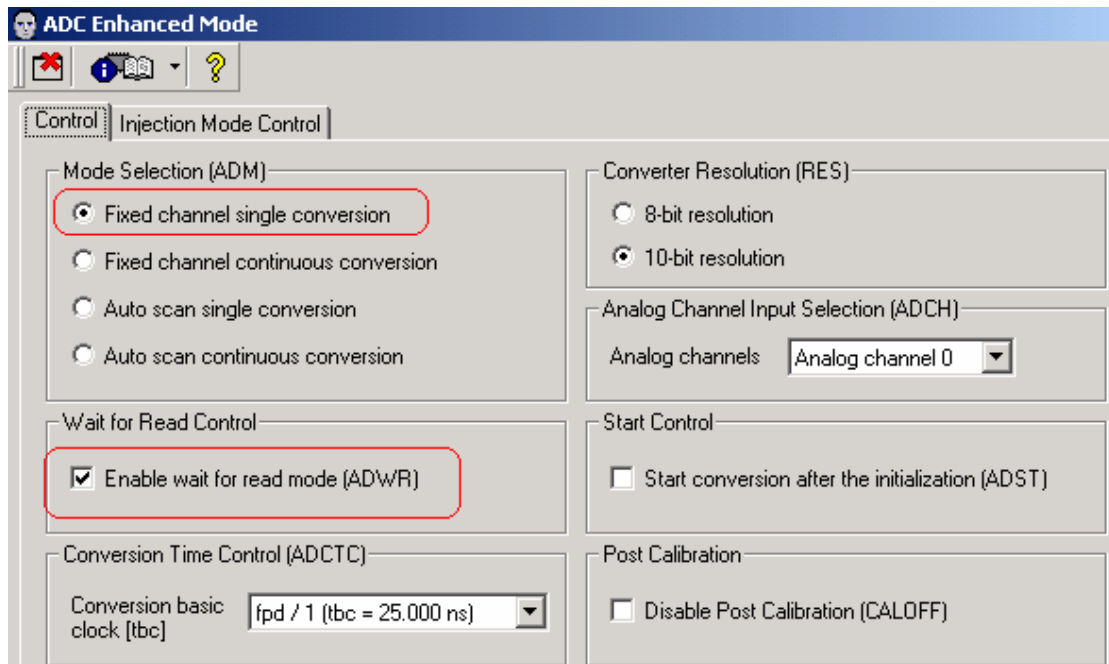 ADC Enhanced Mode
Control
Injection Mode Control
Mode Selection (ADM)
Fixed channel single conversion
Fixed channel continuous conversion
Auto scan single conversion
Auto scan continuous conversion
Converter Resolution (RES)
8-bit resolution
10-bit resolution
Analog Channel Input Selection (ADCH)
Analog channels
Analog channel 0
Wait for Read Control
Enable wait for read mode (ADWR)
Start Control
Start conversion after the initialization (ADST)
Conversion Time Control (ADCTC)
Conversion basic
clock [tbc]
fpd / 1 (tbc = 25.000 ns)
Post Calibration
Disable Post Calibration (CALOFF)